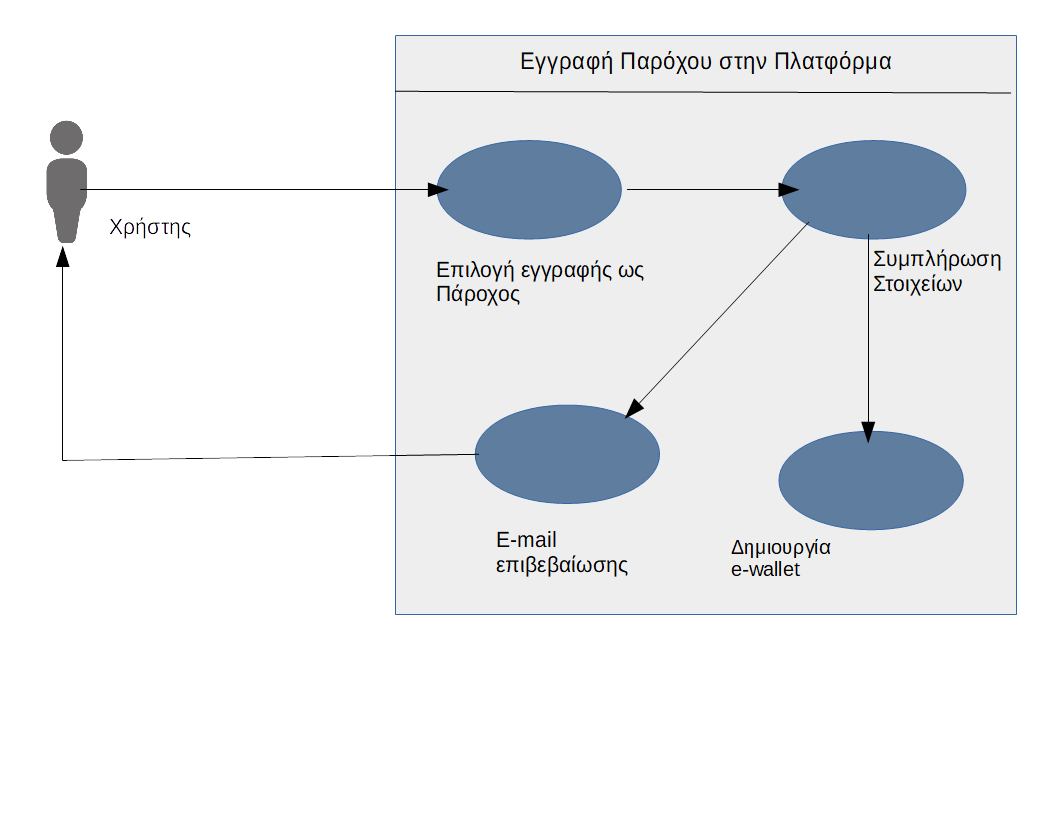 Εγγραφή Παρόχου στην Πλατφόρμα
Χρήστης
Επιλογή εγγραφής ως
Πάροχος
Συμπλήρωση
Στοιχείων
E-mail
επιβεβαίωσης
Δημιουργία
e-wallet